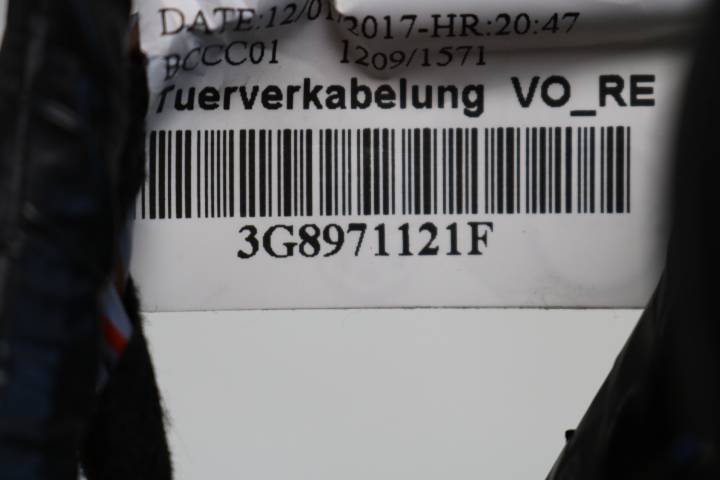 DATE:12/01/2017-HR:20:47
BCCC01 1209/1571
Tuerverkabelung VO_RE
3G8971121F